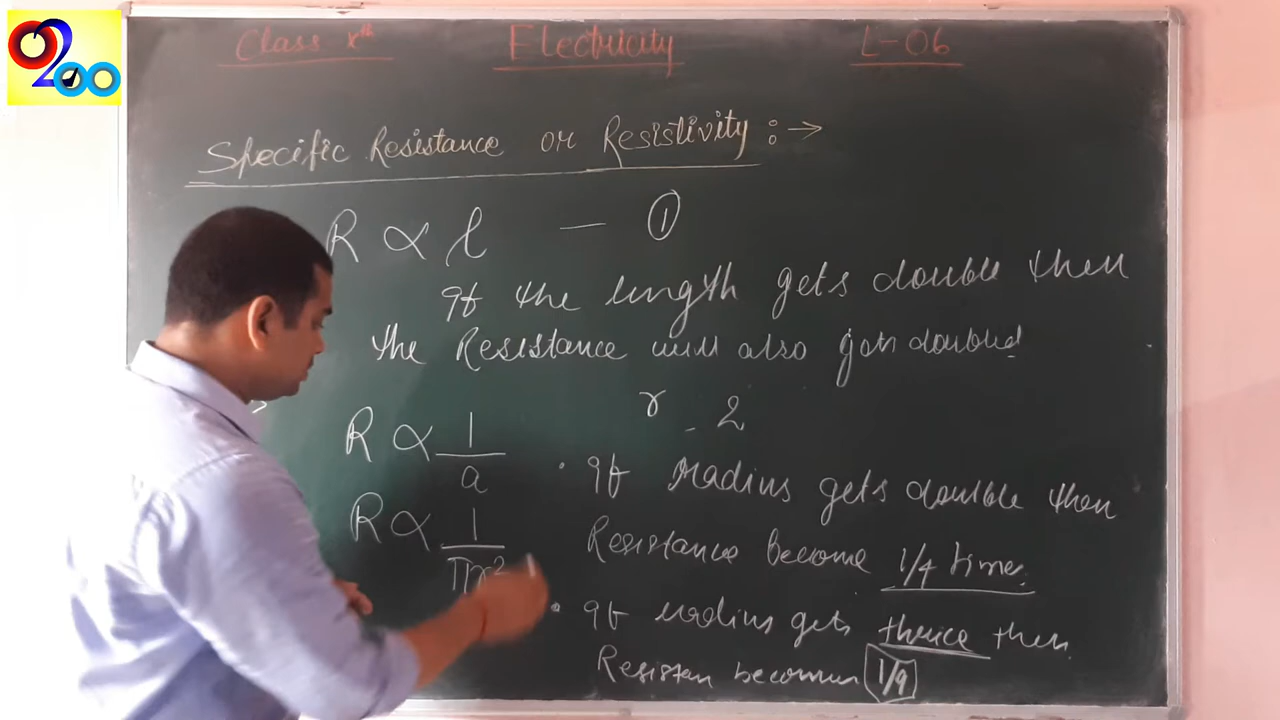 Class Xth Electricity L-06
Specific Resistance or Resistivity :→
R ∝ l — ①
If the length gets double then
the Resistance will also get doubled
r - 2
R ∝ 1/a
• If Radius gets double then
R ∝ 1/πr²
Resistance become 1/4 time.
• If radius gets thrice then
Resistan becomes 1/9